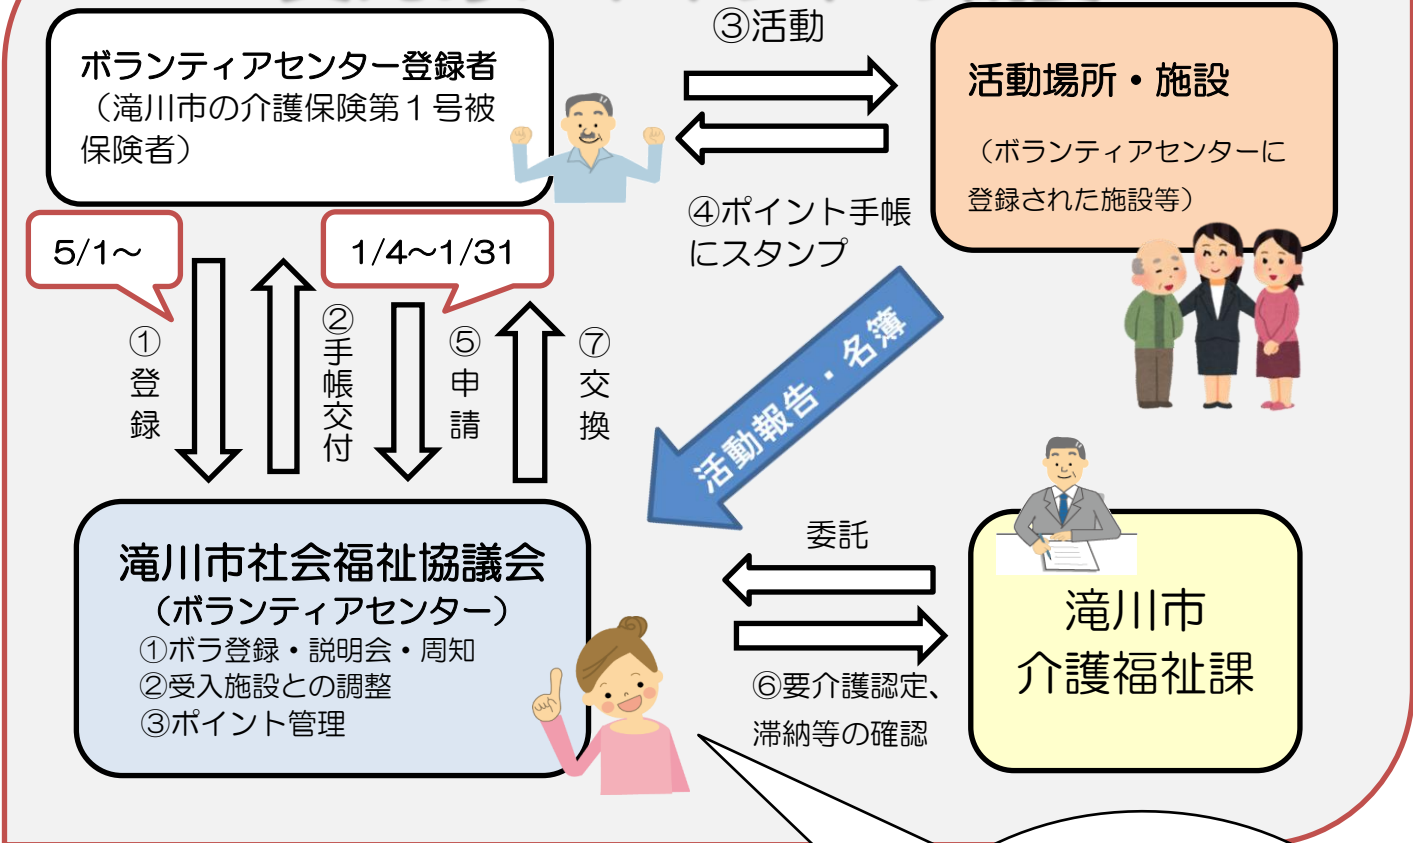 ③活動
ボランティアセンター登録者
（滝川市の介護保険第１号被
保険者）
活動場所・施設
（ボランティアセンターに
登録された施設等）
④ポイント手帳
にスタンプ
5/1～
1/4～1/31
①登録
②手帳交付
⑤申請
⑦交換
活動報告・名簿
滝川市社会福祉協議会
（ボランティアセンター）
①ボラ登録・説明会・周知
②受入施設との調整
③ポイント管理
委託
⑥要介護認定、
滞納等の確認
滝川市
介護福祉課